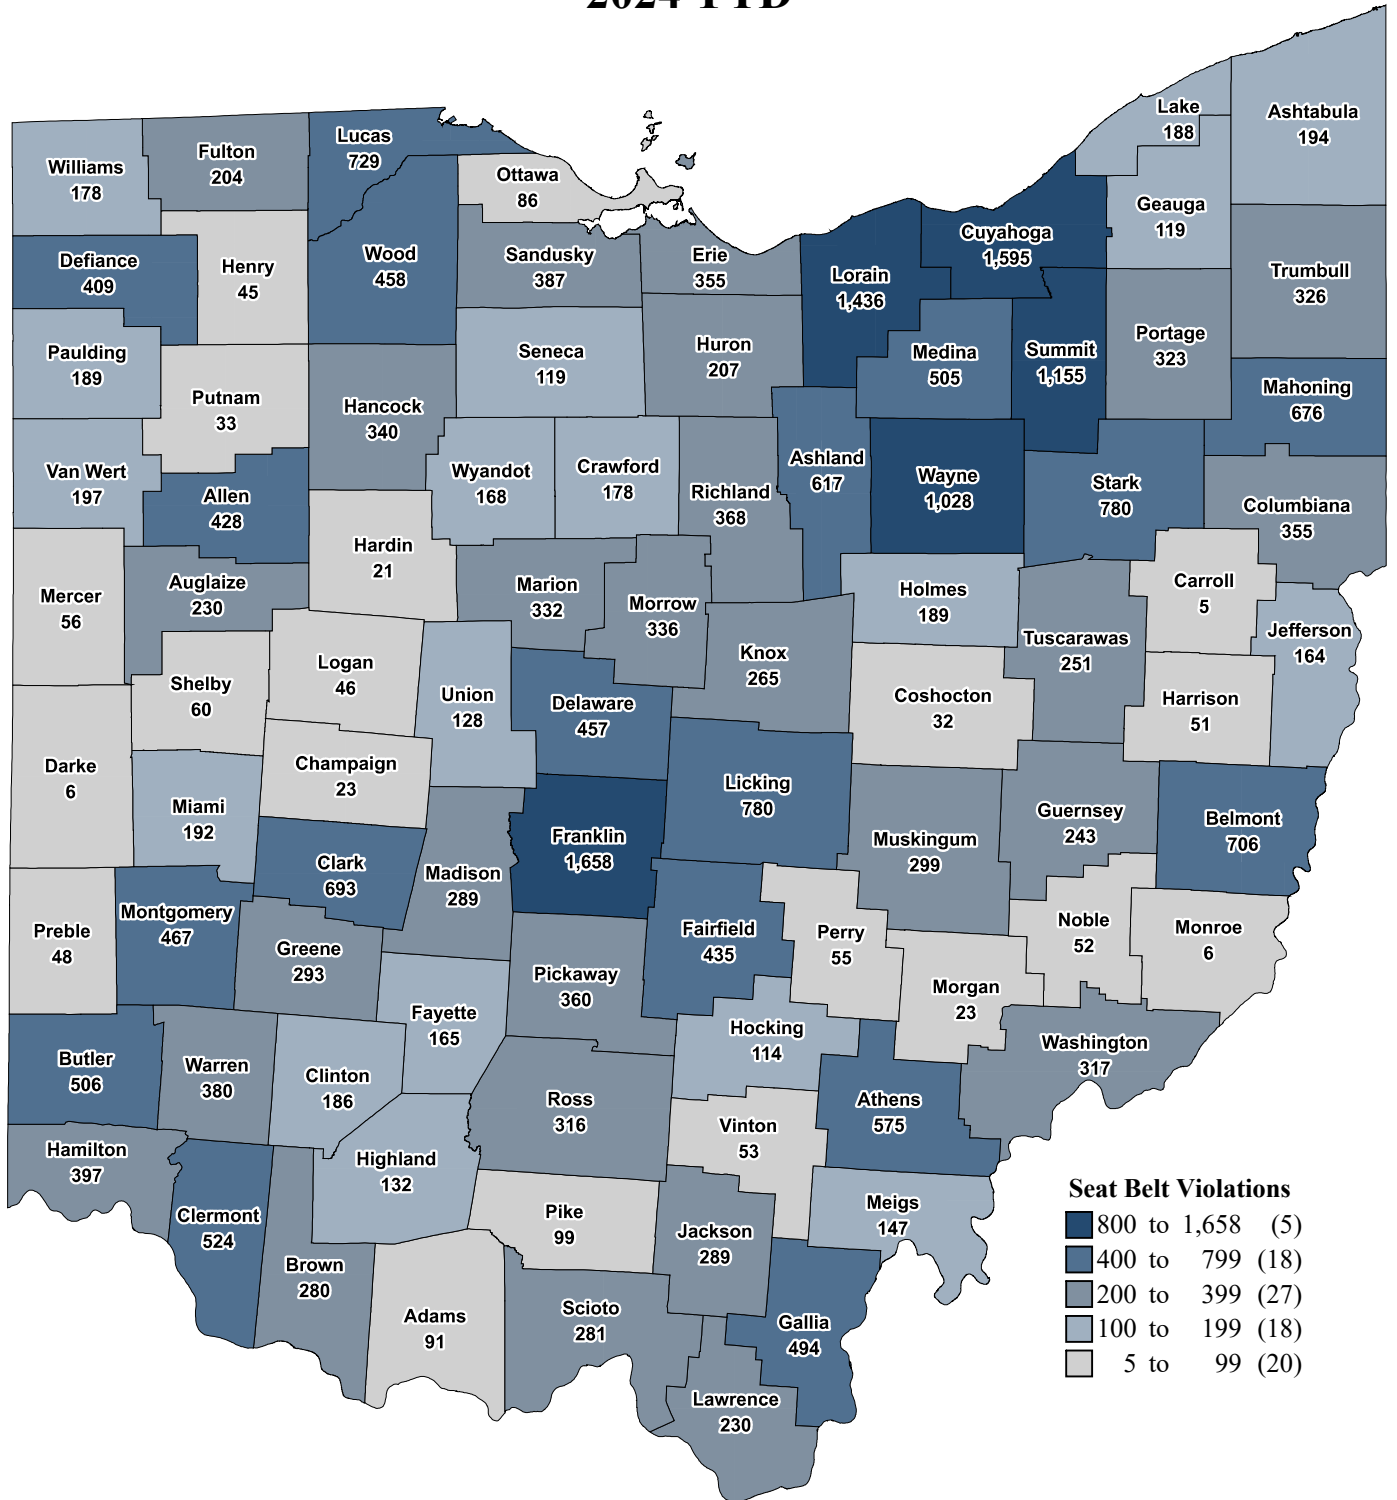 2024 YTD
Lake
188
Ashtabula
194
Lucas
729
Fulton
204
Williams
178
Ottawa
86
Geauga
119
Cuyahoga
1,595
Wood
458
Sandusky
387
Erie
355
Defiance
409
Henry
45
Lorain
1,436
Trumbull
326
Portage
323
Paulding
189
Seneca
119
Huron
207
Medina
505
Summit
1,155
Mahoning
676
Putnam
33
Hancock
340
Van Wert
197
Wyandot
168
Crawford
178
Ashland
617
Wayne
1,028
Stark
780
Allen
428
Richland
368
Columbiana
355
Hardin
21
Mercer
56
Auglaize
230
Marion
332
Morrow
336
Holmes
189
Carroll
5
Tuscarawas
251
Jefferson
164
Logan
46
Knox
265
Shelby
60
Union
128
Delaware
457
Coshocton
32
Harrison
51
Darke
6
Champaign
23
Licking
780
Miami
192
Guernsey
243
Belmont
706
Franklin
1,658
Muskingum
299
Clark
693
Madison
289
Preble
48
Montgomery
467
Fairfield
435
Perry
55
Noble
52
Monroe
6
Greene
293
Pickaway
360
Morgan
23
Fayette
165
Hocking
114
Washington
317
Butler
506
Warren
380
Clinton
186
Ross
316
Athens
575
Vinton
53
Hamilton
397
Highland
132
Seat Belt Violations
800 to 1,658 (5)
400 to 799 (18)
200 to 399 (27)
100 to 199 (18)
5 to 99 (20)
Clermont
524
Pike
99
Meigs
147
Jackson
289
Brown
280
Adams
91
Scioto
281
Gallia
494
Lawrence
230